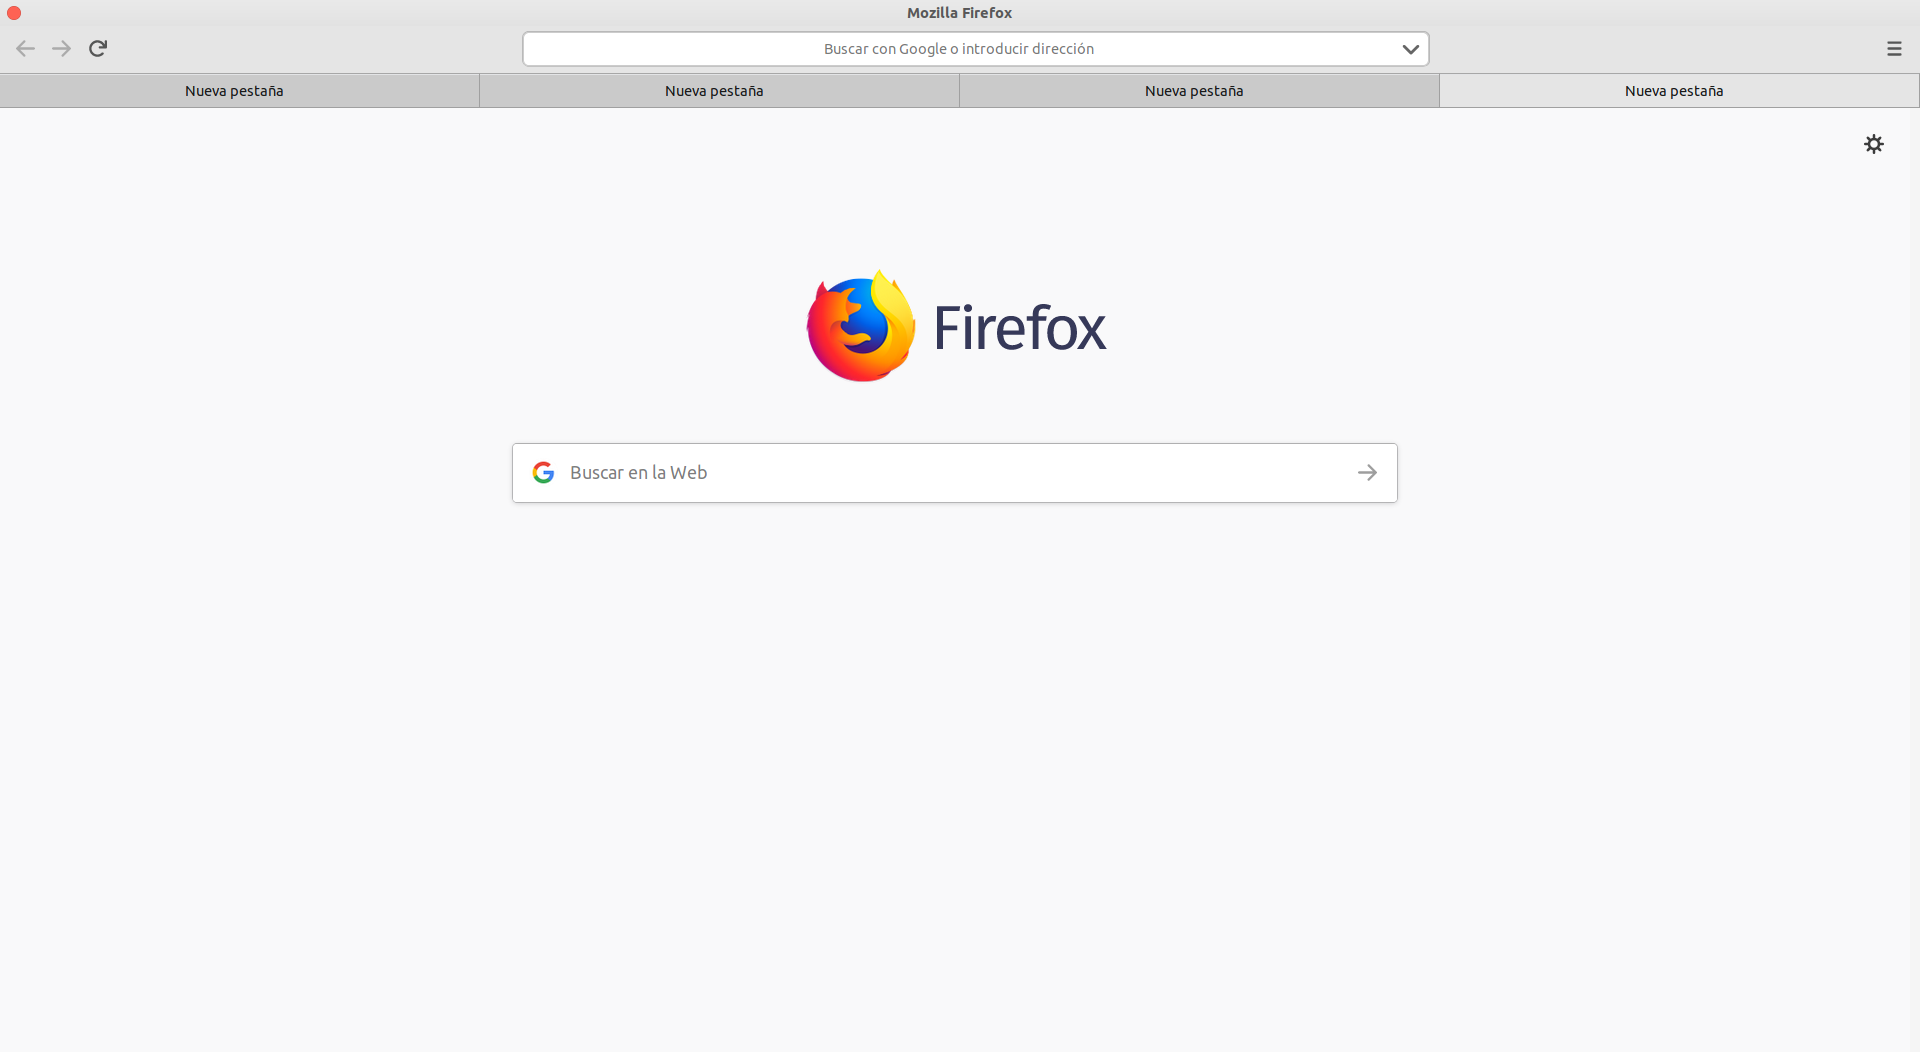 Mozilla Firefox
Buscar con Google o introducir dirección
Nueva pestaña Nueva pestaña Nueva pestaña Nueva pestaña
Firefox
Buscar en la Web